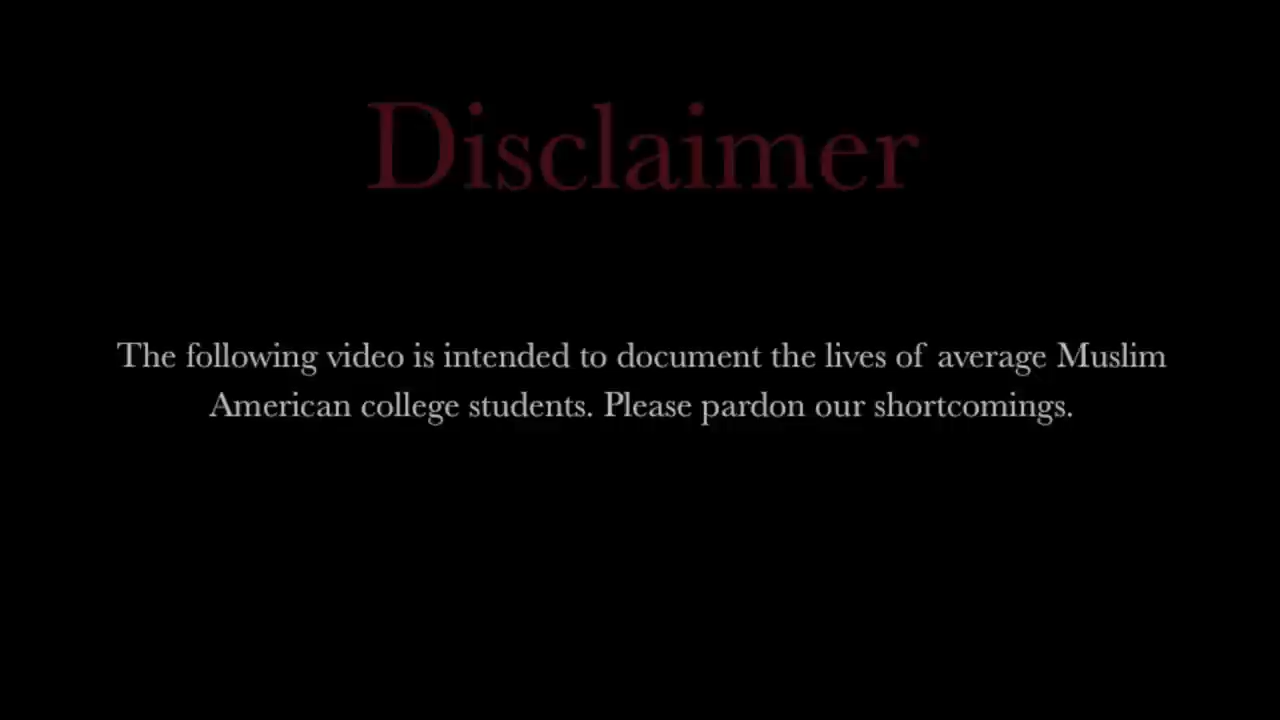 Disclaimer
The following video is intended to document the lives of average Muslim
American college students. Please pardon our shortcomings.